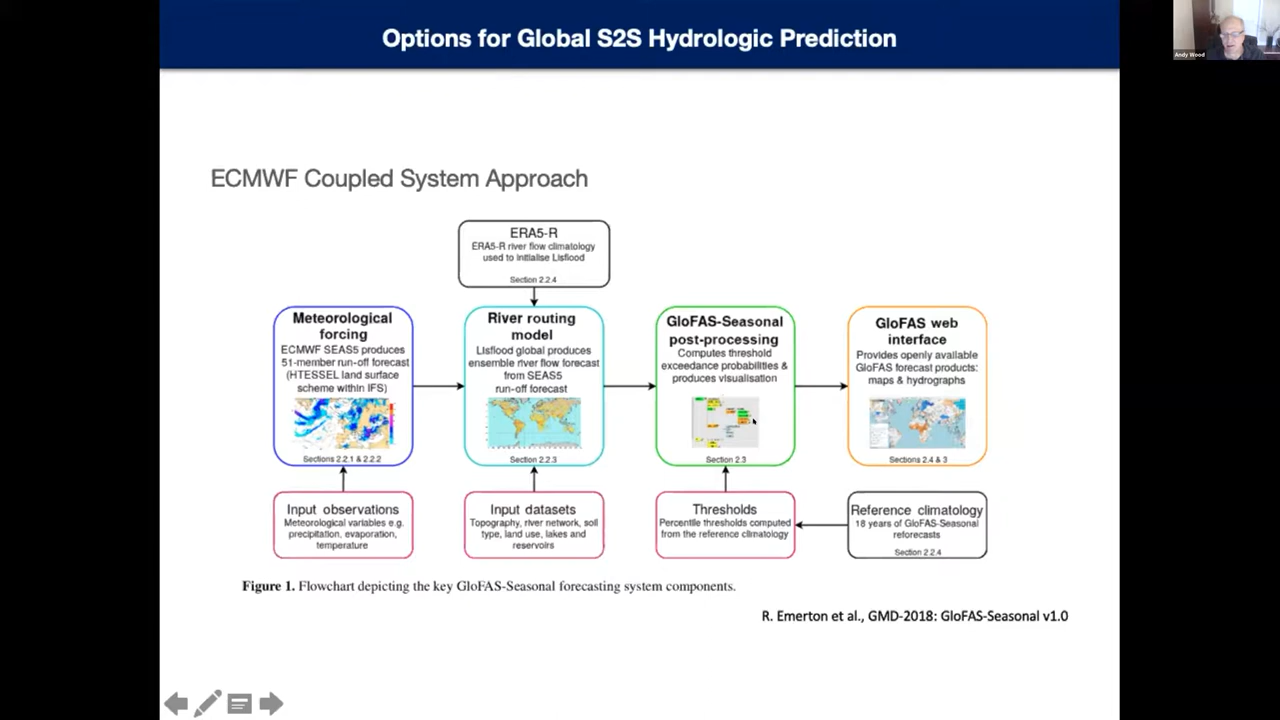 Options for Global S2S Hydrologic Prediction
Andy Wood
ECMWF Coupled System Approach
ERA5-R
ERA5-R river flow climatology
used to initialise Lisflood
Section 2.2.4
Meteorological
forcing
ECMWF SEAS5 produces
51-member run-off forecast
(HTESSEL land surface
scheme within IFS)
Sections 2.2.1 & 2.2.2
River routing
model
Lisflood global produces
ensemble river flow forecast
from SEAS5
run-off forecast
Section 2.2.3
GloFAS-Seasonal
post-processing
Computes threshold
exceedance probabilities &
produces visualisation
Section 2.3
GloFAS web
interface
Provides openly available
GloFAS forecast products:
maps & hydrographs
Sections 2.4 & 3
Input observations
Meteorological variables e.g.
precipitation, evaporation,
temperature
Input datasets
Topography, river network, soil
type, land use, lakes and
reservoirs
Thresholds
Percentile thresholds computed
from the reference climatology
Reference climatology
18 years of GloFAS-Seasonal
reforecasts
Section 2.2.4
Figure 1. Flowchart depicting the key GloFAS-Seasonal forecasting system components.
R. Emerton et al., GMD-2018: GloFAS-Seasonal v1.0